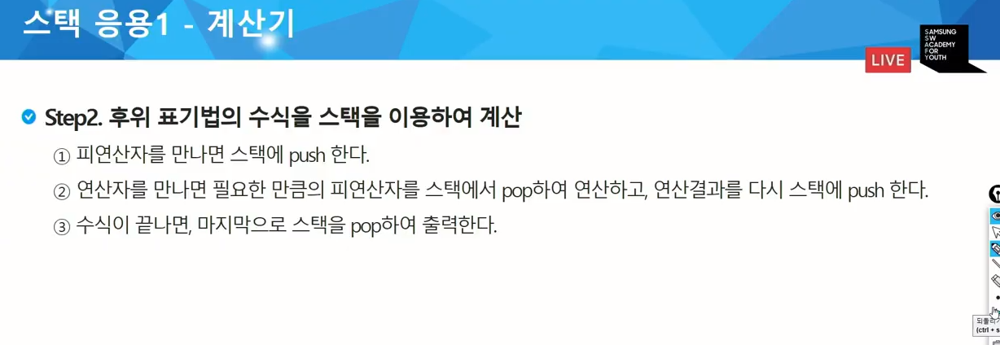 스택 응용1 - 계산기
LIVE
SAMSUNG
SW
ACADEMY
FOR
YOUTH
Step2. 후위 표기법의 수식을 스택을 이용하여 계산
① 피연산자를 만나면 스택에 push 한다.
② 연산자를 만나면 필요한 만큼의 피연산자를 스택에서 pop하여 연산하고, 연산결과를 다시 스택에 push 한다.
③ 수식이 끝나면, 마지막으로 스택을 pop하여 출력한다.
(ctrl + s